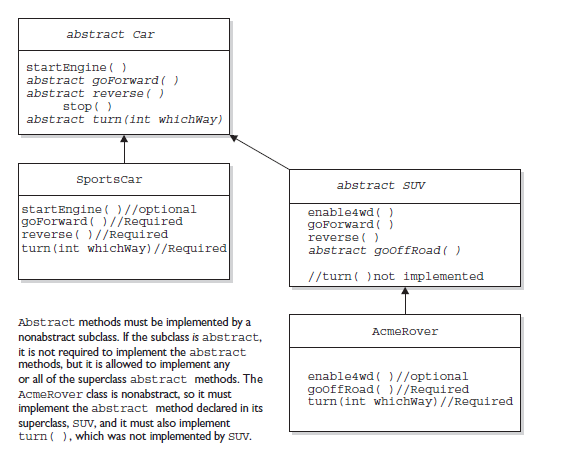 abstract Car
startEngine( )
abstract goForward( )
abstract reverse( )
stop( )
abstract turn(int whichWay)
SportsCar
startEngine( )//optional
goForward( )//Required
reverse( )//Required
turn(int whichWay)//Required
abstract SUV
enable4wd( )
goForward( )
reverse( )
abstract goOffRoad( )
//turn( )not implemented
AcmeRover
enable4wd( )//optional
goOffRoad( )//Required
turn(int whichWay)//Required
Abstract methods must be implemented by a
nonabstract subclass. If the subclass is abstract,
it is not required to implement the abstract
methods, but it is allowed to implement any
or all of the superclass abstract methods. The
AcmeRover class is nonabstract, so it must
implement the abstract method declared in its
superclass, SUV, and it must also implement
turn( ), which was not implemented by SUV.